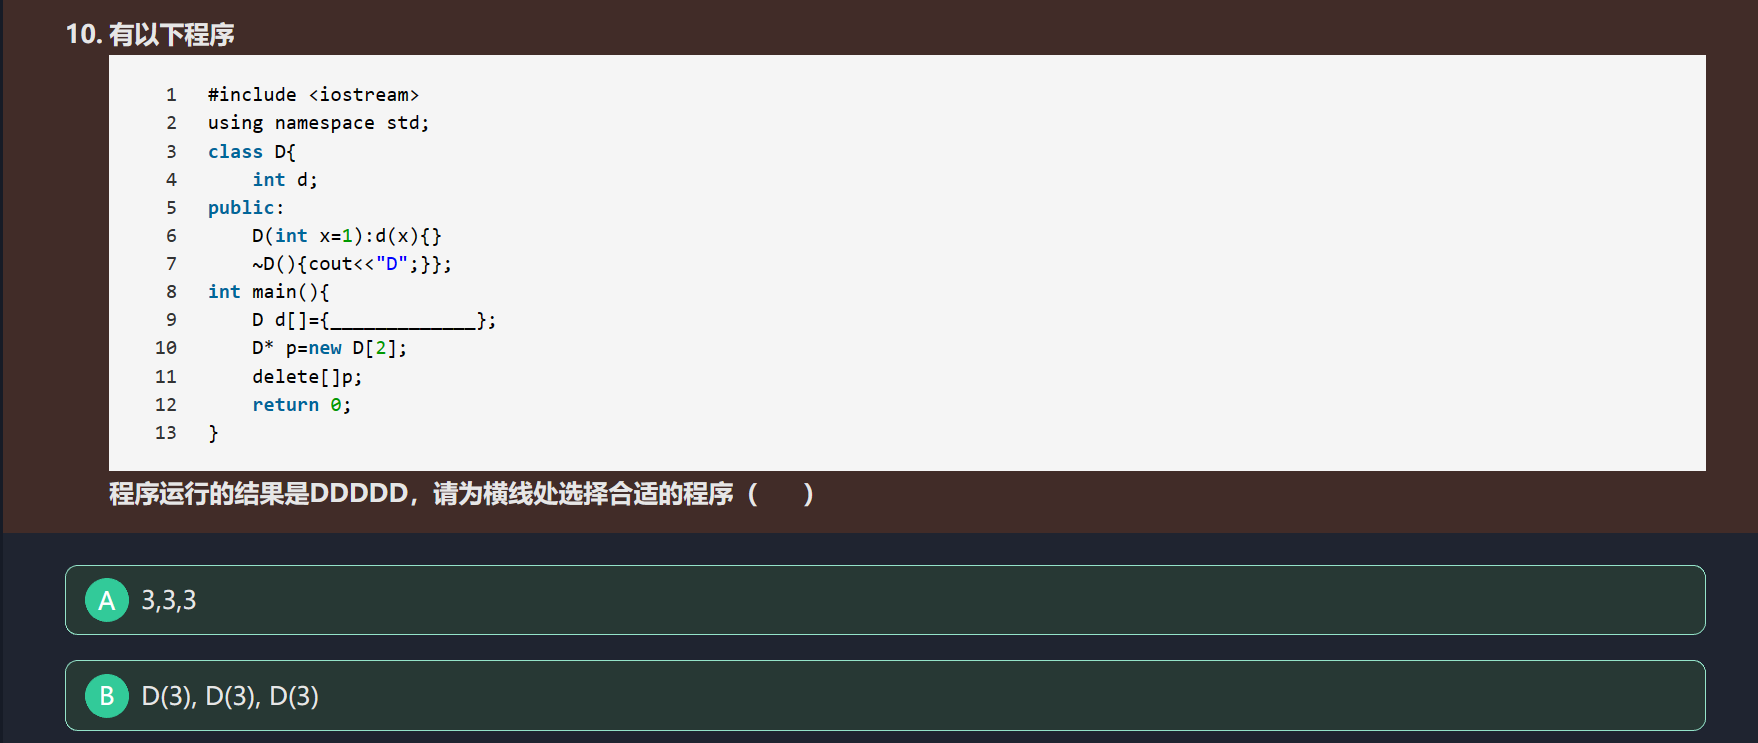 10. 有以下程序
1 #include <iostream>
2 using namespace std;
3 class D{
4 int d;
5 public:
6 D(int x=1):d(x){}
7 ~D(){cout<<"D";}};
8 int main(){
9 D d[]={_____________};
10 D* p=new D[2];
11 delete[]p;
12 return 0;
13 }
程序运行的结果是DDDDD，请为横线处选择合适的程序（ ）
A 3,3,3
B D(3), D(3), D(3)